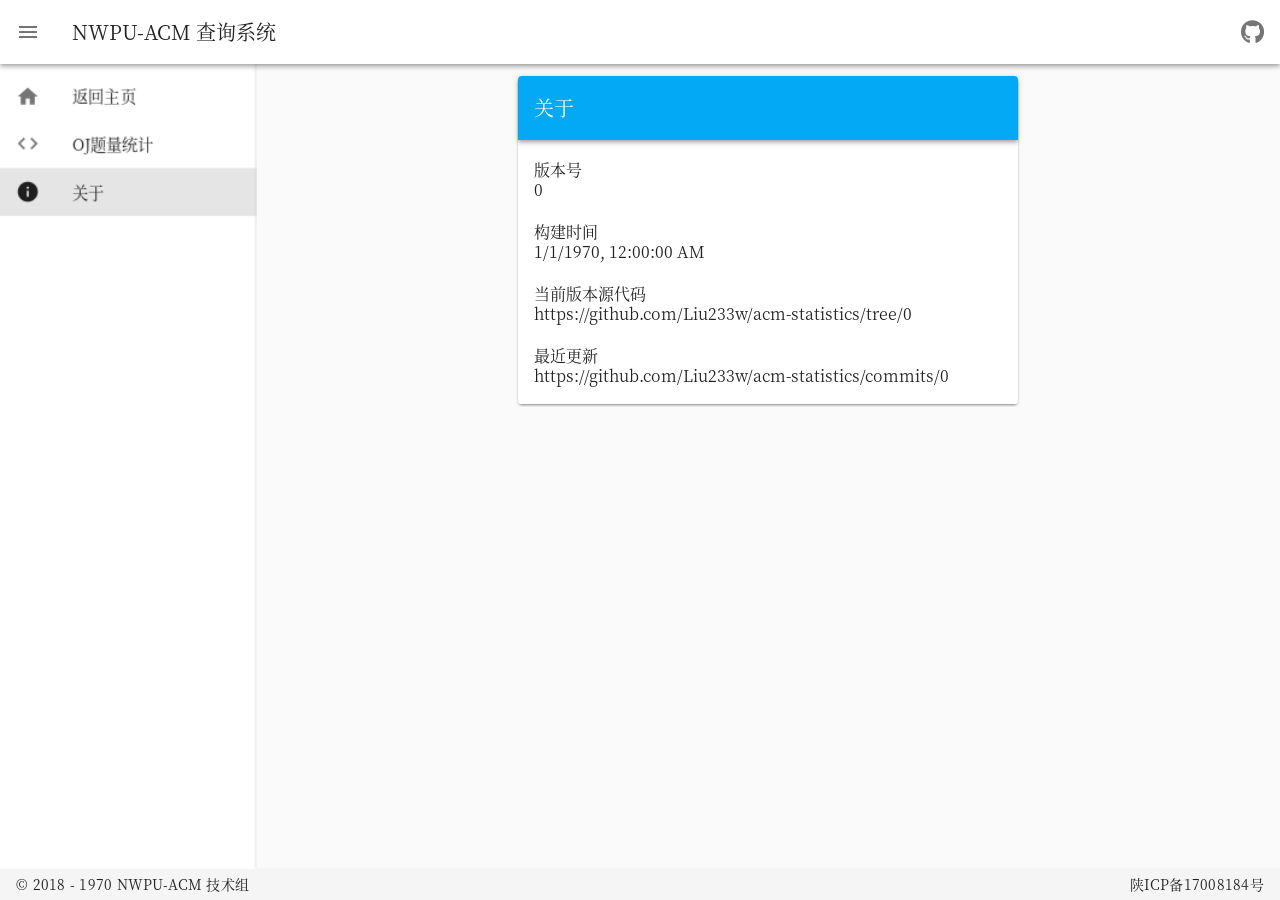 NWPU-ACM 查询系统
返回主页
OJ题量统计
关于
关于
版本号
0
构建时间
1/1/1970, 12:00:00 AM
当前版本源代码
https://github.com/Liu233w/acm-statistics/tree/0
最近更新
https://github.com/Liu233w/acm-statistics/commits/0
© 2018 - 1970 NWPU-ACM 技术组
陕ICP备17008184号